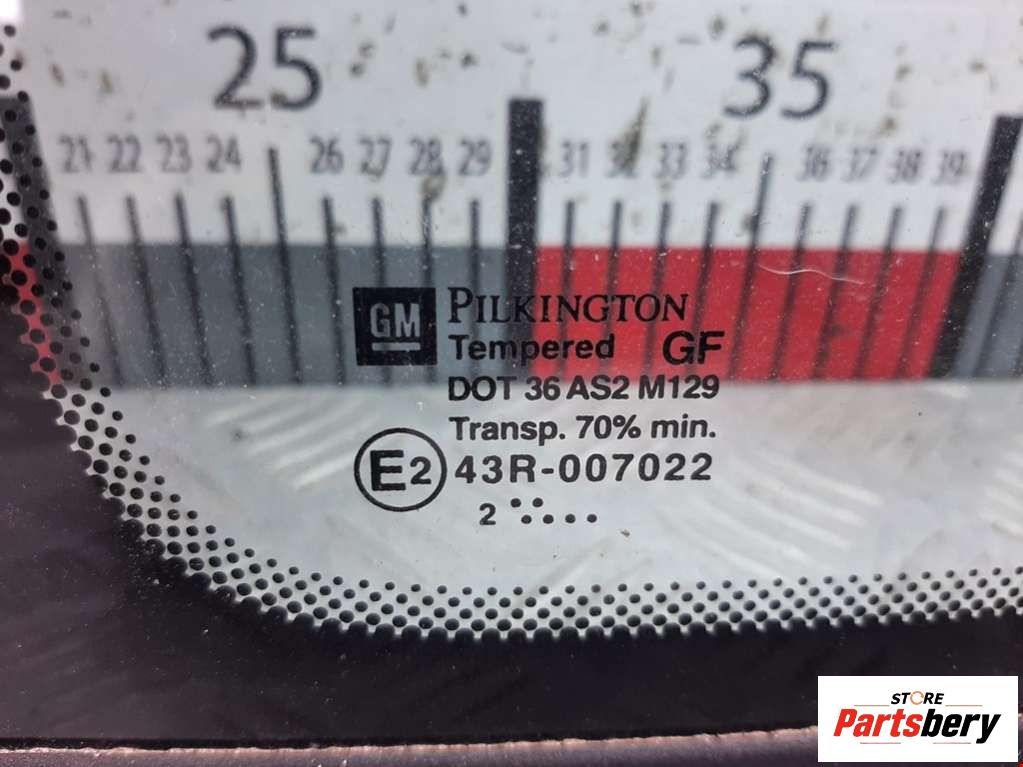 25 35
21 22 23 24 26 27 28 29 31 32 33 34 36 37 38 39
GM PILKINGTON
Tempered GF
DOT 36 AS2 M129
Transp. 70% min.
E2 43R-007022
2
STORE
Partsbery